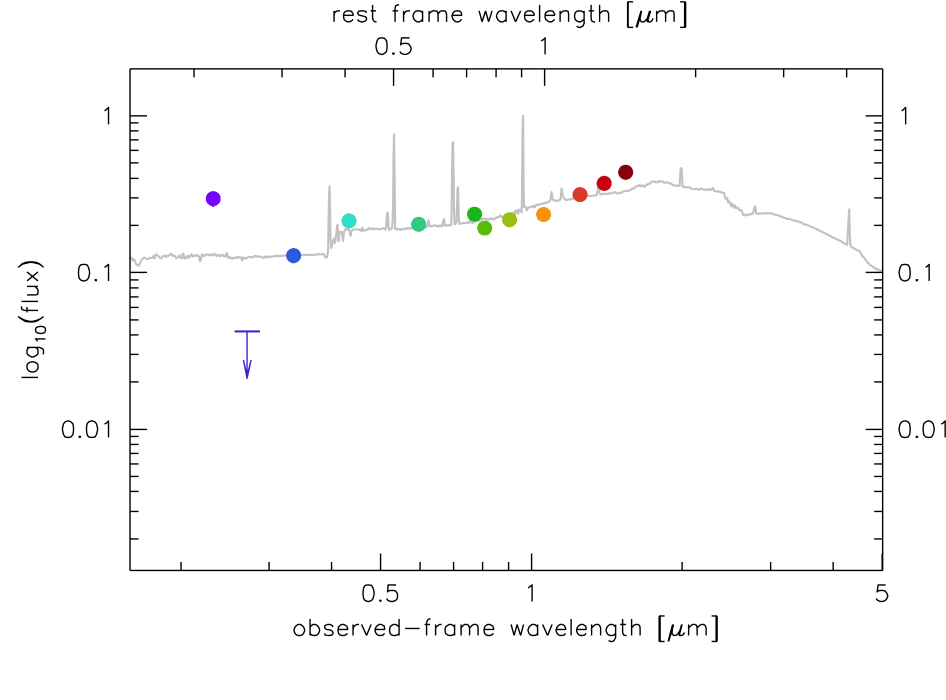 rest frame wavelength [μm]
0.5 1
1 1
0.1 0.1
0.01 0.01
log10(flux)
0.5 1 5
observed-frame wavelength [μm]